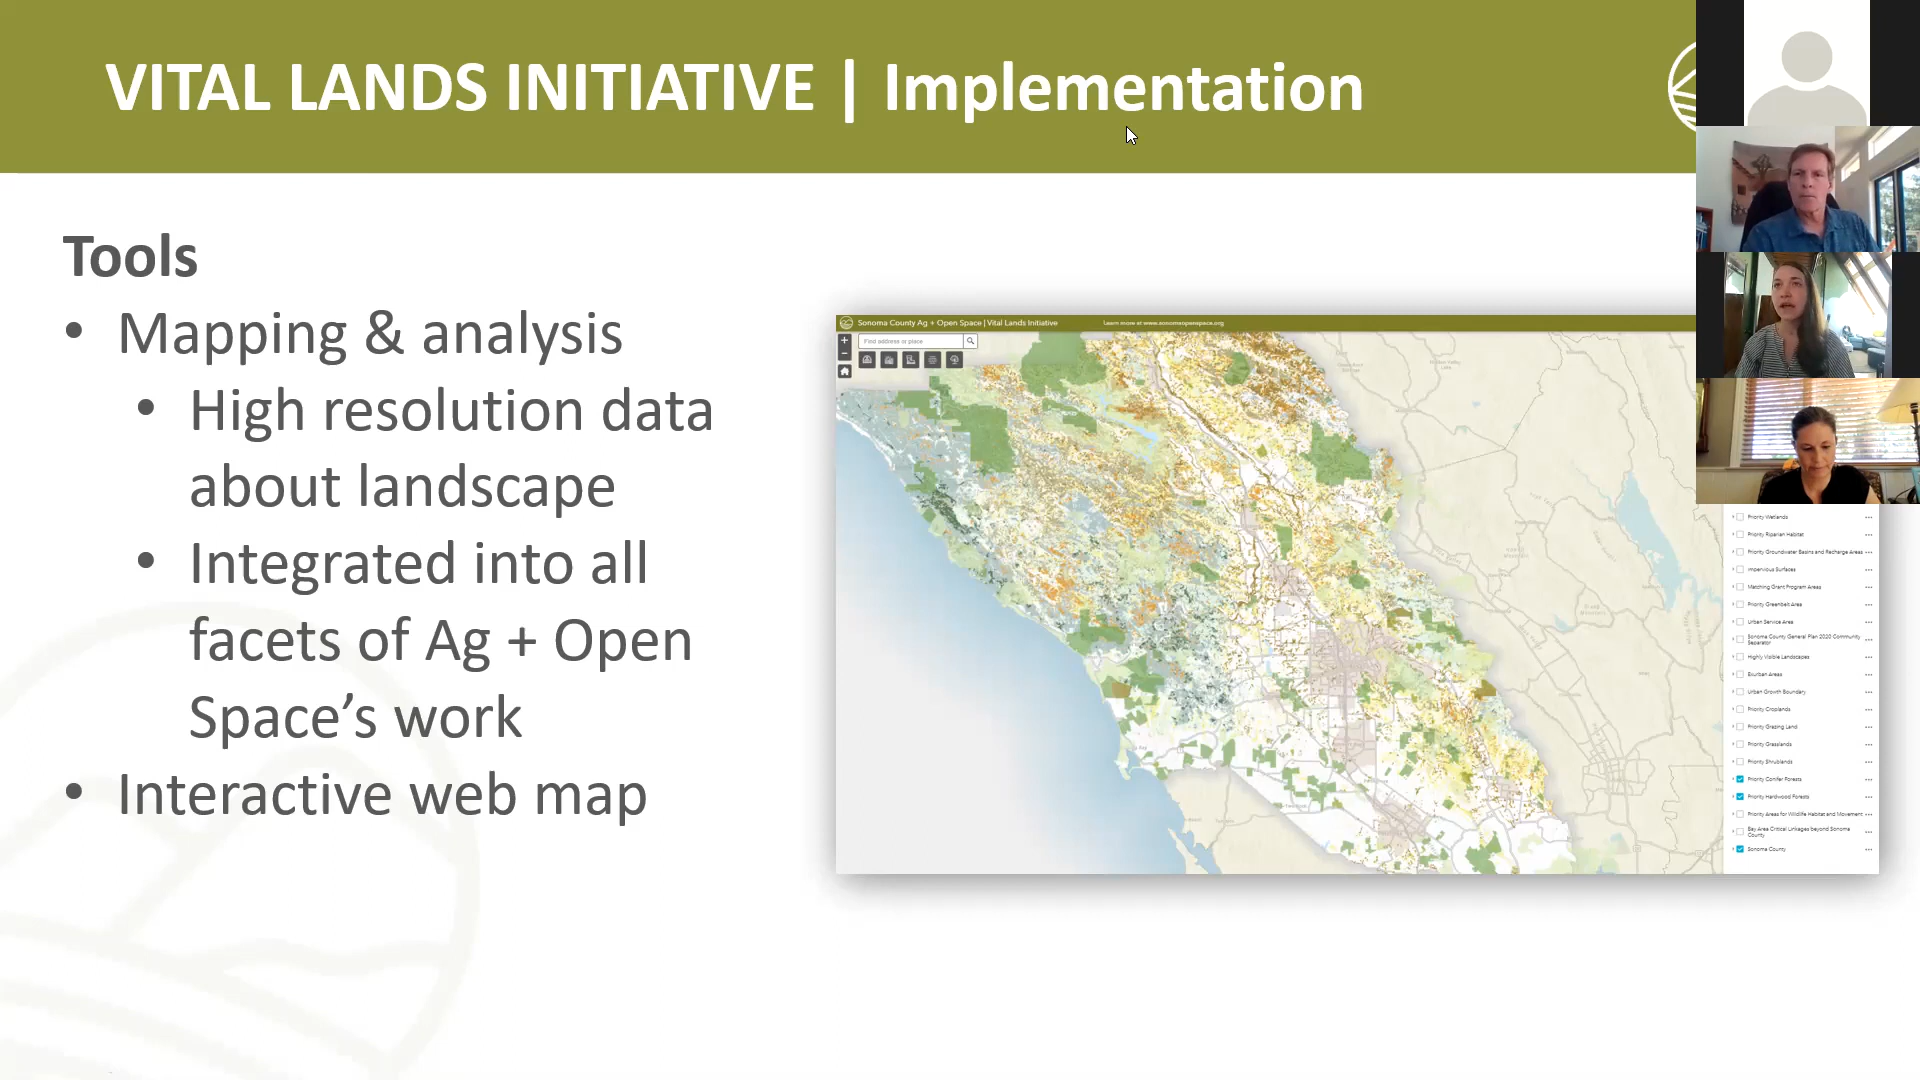 VITAL LANDS INITIATIVE | Implementation
Tools
• Mapping & analysis
• High resolution data
about landscape
• Integrated into all
facets of Ag + Open
Space’s work
• Interactive web map
Sonoma County Ag + Open Space | Vital Lands Initiative
Learn more at www.sonomaopenspace.org
Find address or place
Priority Wetlands
Priority Riparian Habitat
Priority Groundwater Basins and Recharge Areas
Impervious Surfaces
Matching Grant Program Areas
Priority Greenbelt Area
Urban Service Area
Sonoma County General Plan 2020 Community
Separator
Highly Visible Landscapes
Exurban Areas
Urban Growth Boundary
Priority Croplands
Priority Grazing Land
Priority Grasslands
Priority Shrublands
Priority Conifer Forests
Priority Hardwood Forests
Priority Areas for Wildlife Habitat and Movement
Bay Area Critical Linkages beyond Sonoma
County
Sonoma County